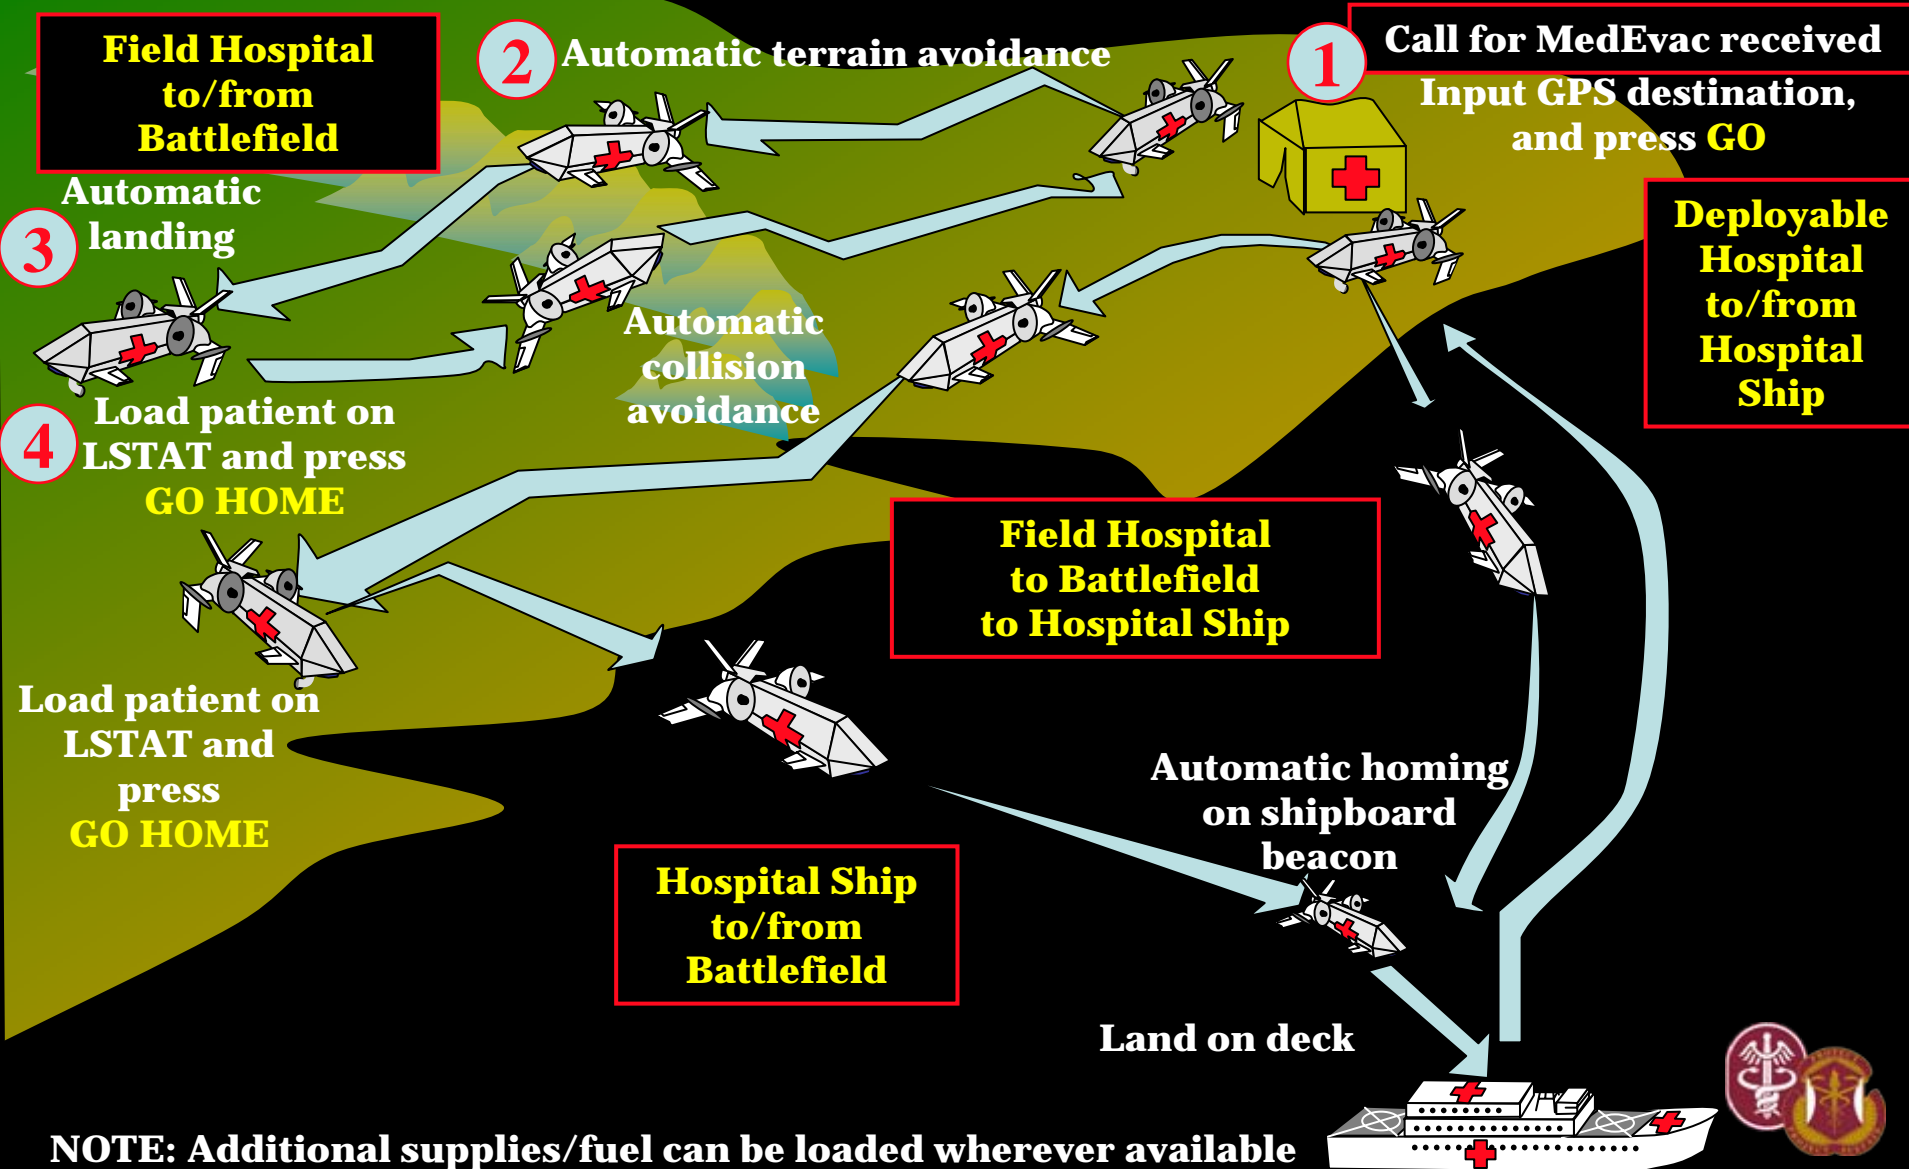 Field Hospital
to/from
Battlefield
2
Automatic terrain avoidance
1
Call for MedEvac received
Input GPS destination,
and press GO
Automatic
landing
3
Deployable
Hospital
to/from
Hospital
Ship
Automatic
collision
avoidance
4
Load patient on
LSTAT and press
GO HOME
Field Hospital
to Battlefield
to Hospital Ship
Load patient on
LSTAT and
press
GO HOME
Automatic homing
on shipboard
beacon
Hospital Ship
to/from
Battlefield
Land on deck
NOTE: Additional supplies/fuel can be loaded wherever available